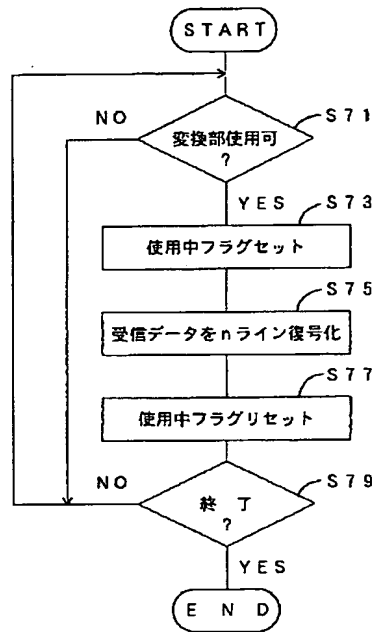 START
NO
S71
変換部使用可
?
YES
S73
使用中フラグセット
S75
受信データをnライン復号化
S77
使用中フラグリセット
NO
S79
終了
?
YES
END